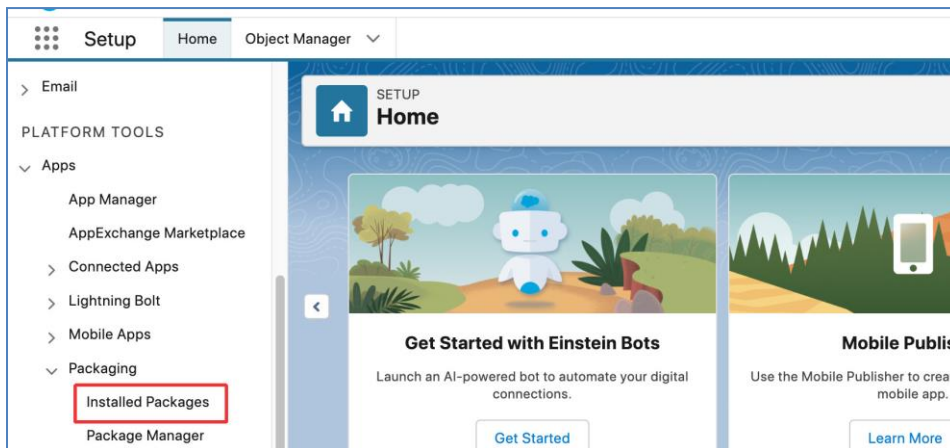 Setup
Home
Object Manager
Email
PLATFORM TOOLS
Apps
App Manager
AppExchange Marketplace
Connected Apps
Lightning Bolt
Mobile Apps
Packaging
Installed Packages
Package Manager
SETUP
Home
Get Started with Einstein Bots
Launch an AI-powered bot to automate your digital
connections.
Get Started
Mobile Publis
Use the Mobile Publisher to crea
mobile app.
Learn More